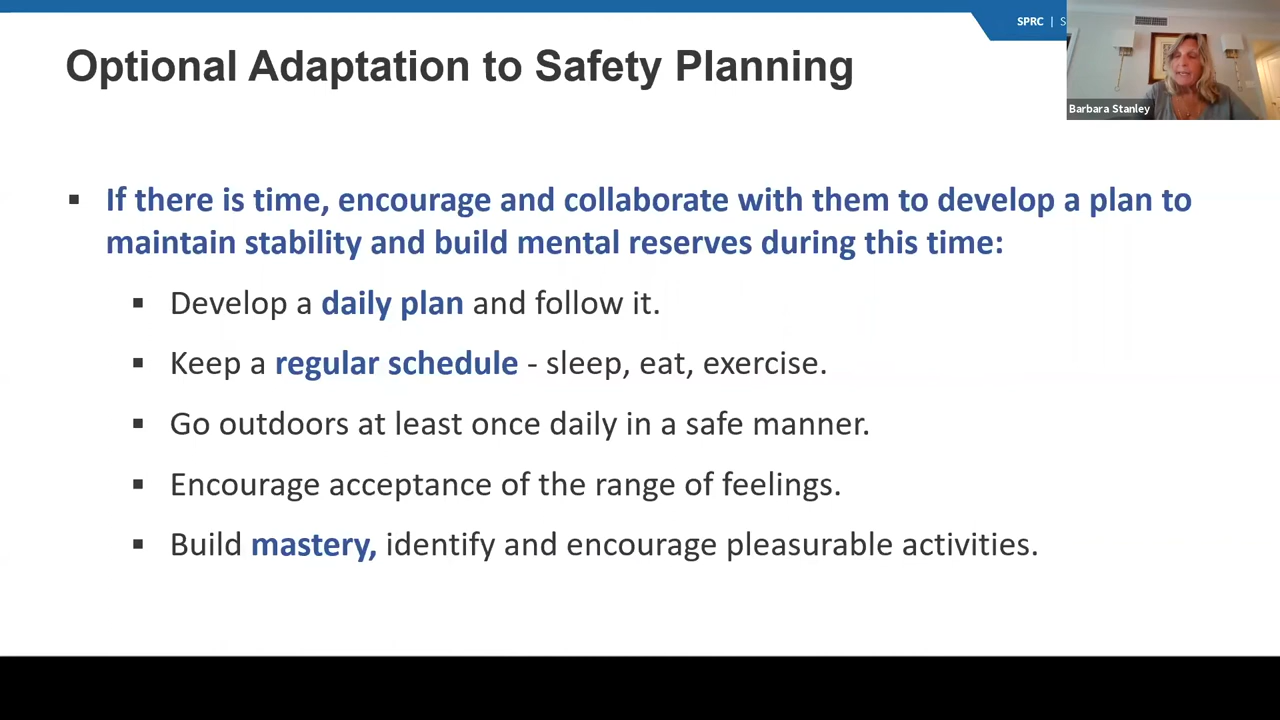 SPRC | S
Barbara Stanley
Optional Adaptation to Safety Planning
▪ If there is time, encourage and collaborate with them to develop a plan to
maintain stability and build mental reserves during this time:
▪ Develop a daily plan and follow it.
▪ Keep a regular schedule - sleep, eat, exercise.
▪ Go outdoors at least once daily in a safe manner.
▪ Encourage acceptance of the range of feelings.
▪ Build mastery, identify and encourage pleasurable activities.